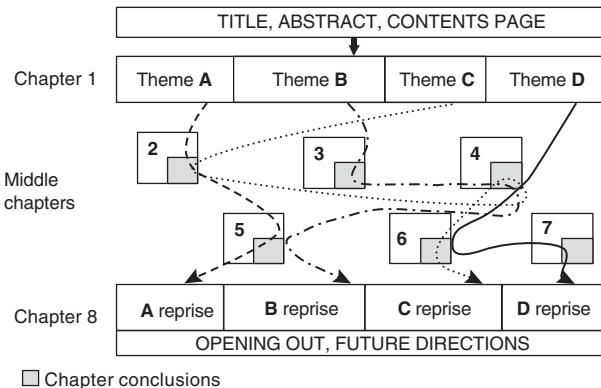 TITLE, ABSTRACT, CONTENTS PAGE
Chapter 1
Theme A
Theme B
Theme C
Theme D
2
3
4
Middle
chapters
5
6
7
Chapter 8
A reprise
B reprise
C reprise
D reprise
OPENING OUT, FUTURE DIRECTIONS
Chapter conclusions